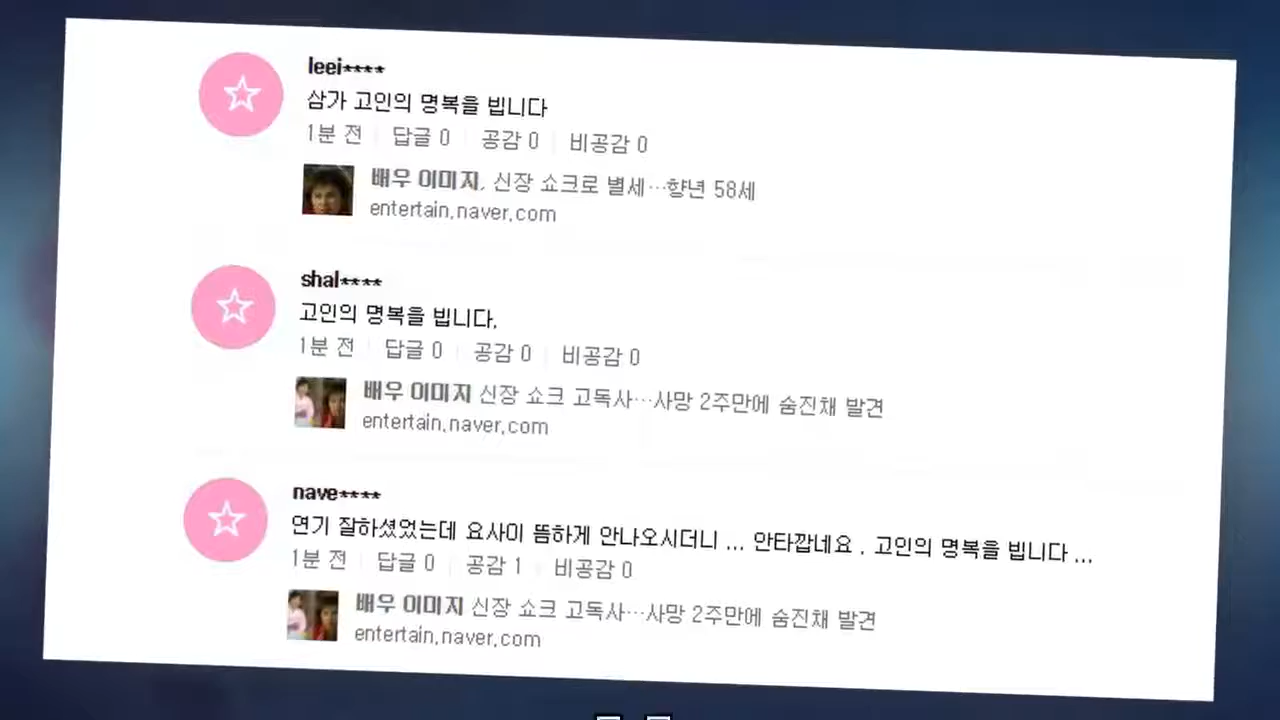 leei****
삼가 고인의 명복을 빕니다
1분 전 답글 0 공감 0 비공감 0
배우 이미지, 신장 쇼크로 별세…향년 58세
entertain.naver.com
shal****
고인의 명복을 빕니다.
1분 전 답글 0 공감 0 비공감 0
배우 이미지 신장 쇼크 고독사…사망 2주만에 숨진채 발견
entertain.naver.com
nave****
연기 잘하셨었는데 요사이 뜸하게 안나오시더니 ... 안타깝네요 . 고인의 명복을 빕니다 ...
1분 전 답글 0 공감 1 비공감 0
배우 이미지 신장 쇼크 고독사…사망 2주만에 숨진채 발견
entertain.naver.com